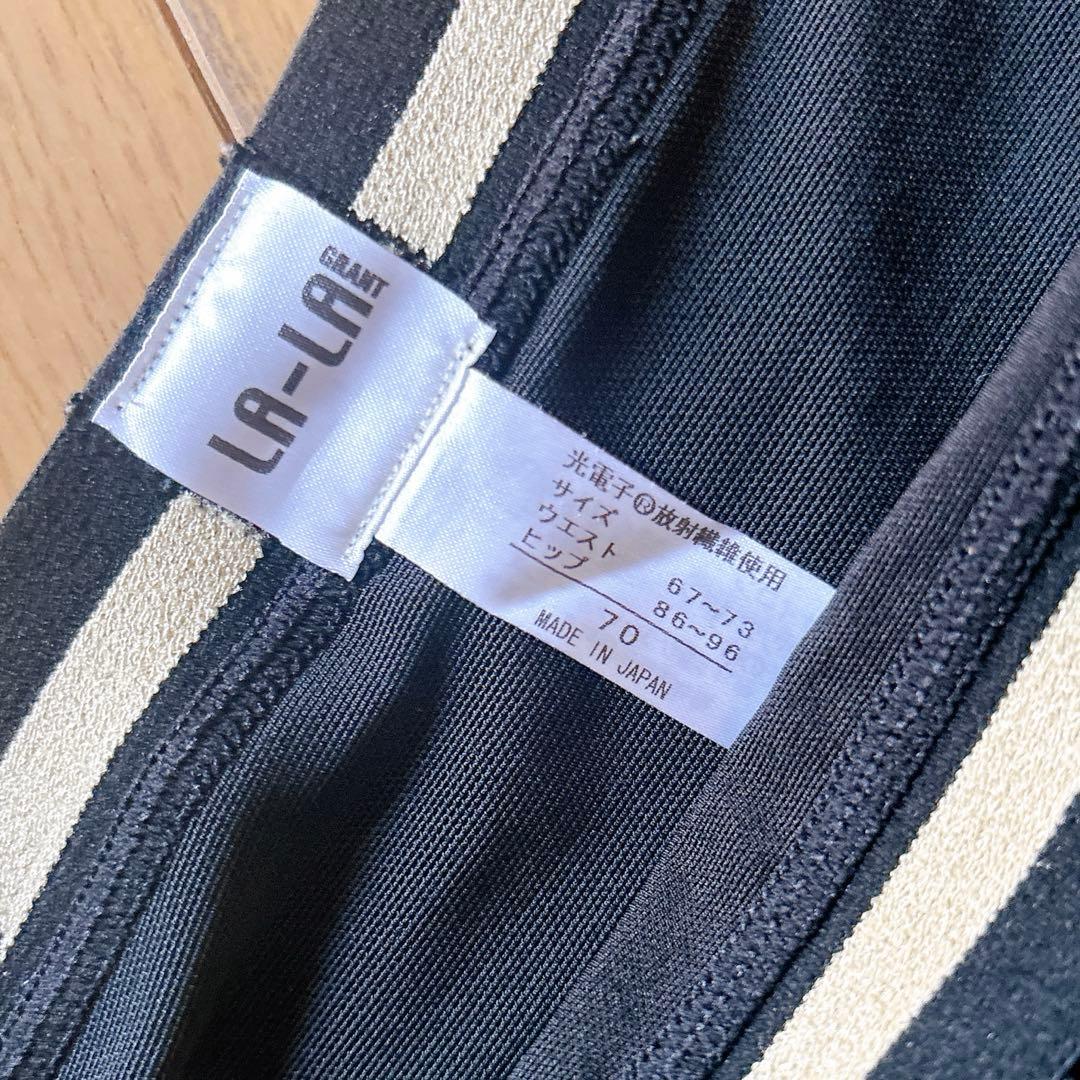 LA-LA GRANT
光電子®放射繊維使用
サイズ
ウエスト 67〜73
ヒップ 86〜96
70
MADE IN JAPAN